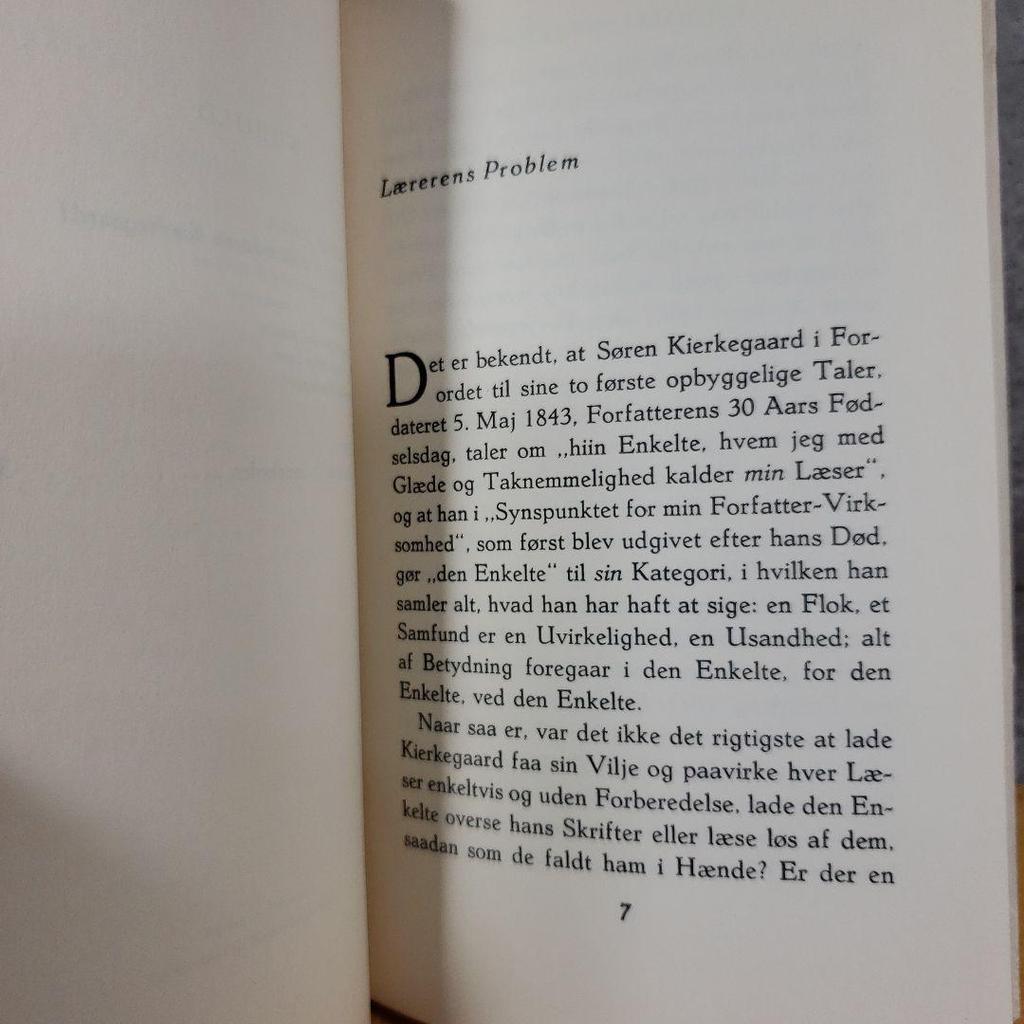 Lærerens Problem
Det er bekendt, at Søren Kierkegaard i For-
ordet til sine to første opbyggelige Taler,
dateret 5. Maj 1843, Forfatterens 30 Aars Fød-
selsdag, taler om „hiin Enkelte, hvem jeg med
Glæde og Taknemmelighed kalder min Læser“,
og at han i „Synspunktet for min Forfatter-Virk-
somhed“, som først blev udgivet efter hans Død,
gør „den Enkelte“ til sin Kategori, i hvilken han
samler alt, hvad han har haft at sige: en Flok, et
Samfund er en Uvirkelighed, en Usandhed; alt
af Betydning foregaar i den Enkelte, for den
Enkelte, ved den Enkelte.
Naar saa er, var det ikke det rigtigste at lade
Kierkegaard faa sin Vilje og paavirke hver Læ-
ser enkeltvis og uden Forberedelse, lade den En-
kelte overse hans Skrifter eller læse løs af dem,
saadan som de faldt ham i Hænde? Er der en
7